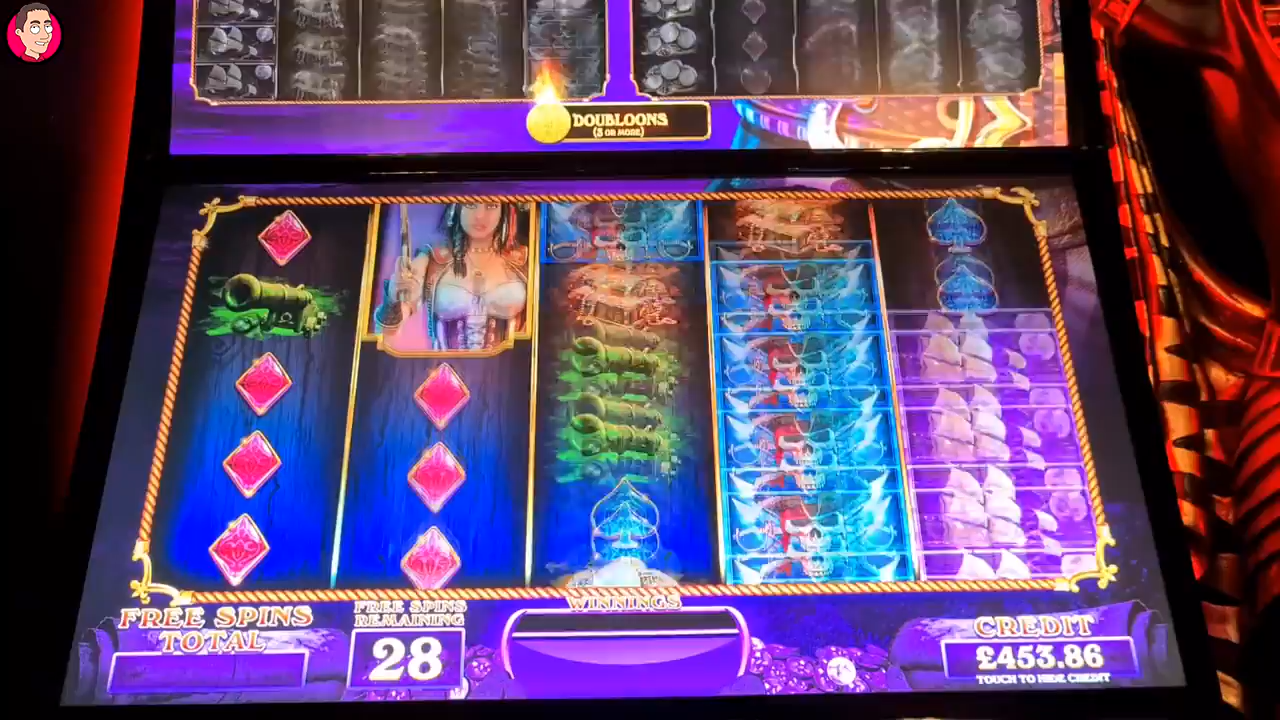 DOUBLOONS
(3 OR MORE)
FREE SPINS
TOTAL
FREE SPINS
REMAINING
28
WINNINGS
CREDIT
£453.86
TOUCH TO HIDE CREDIT